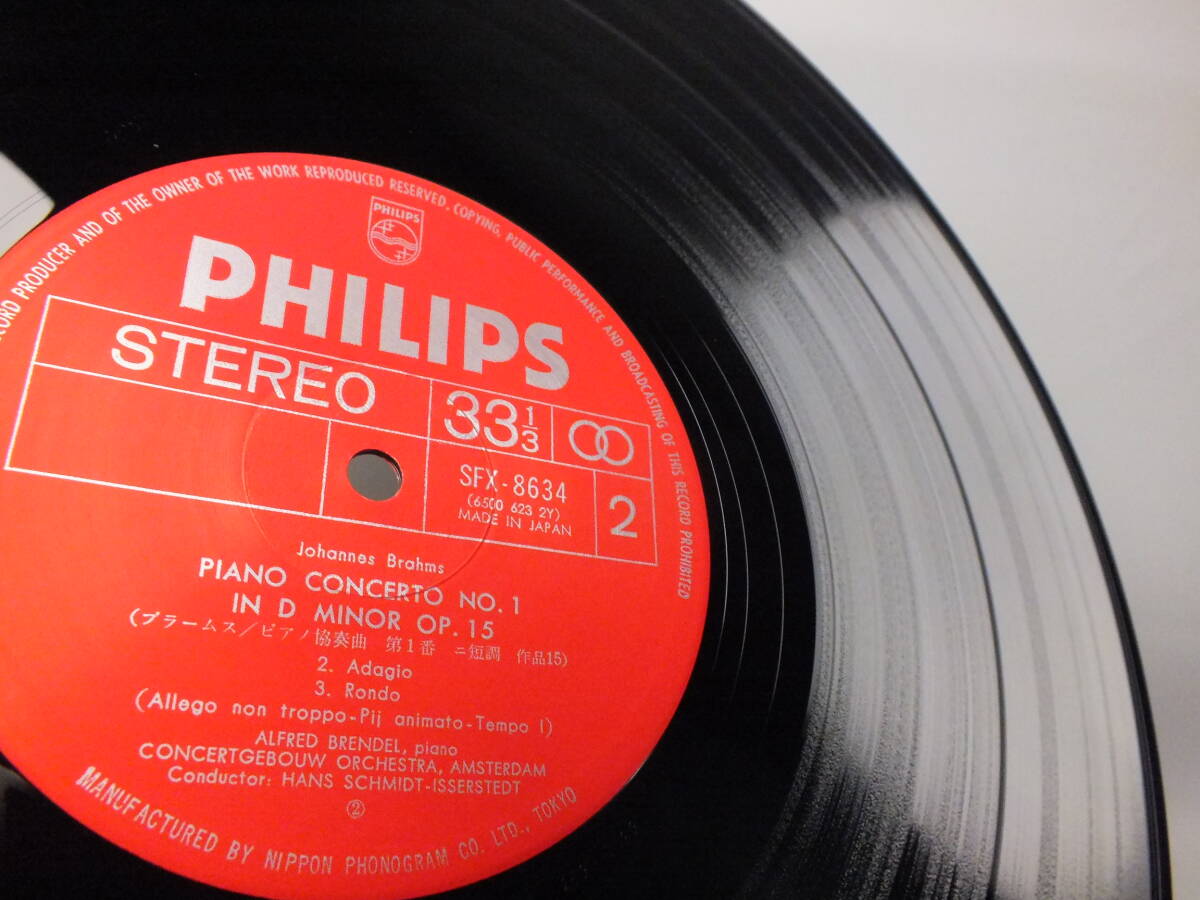 RECORD PRODUCER AND OF THE OWNER OF THE WORK REPRODUCED RESERVED. COPYING, PUBLIC PERFORMANCE AND BROADCASTING OF THIS RECORD PROHIBITED
PHILIPS
PHILIPS
STEREO
33 1/3
SFX-8634
(6500 623 2Y)
MADE IN JAPAN
2
Johannes Brahms
PIANO CONCERTO NO. 1
IN D MINOR OP. 15
(ブラームス/ピアノ協奏曲 第1番 ニ短調 作品15)
2. Adagio
3. Rondo
(Allego non troppo-Pij animato-Tempo I)
ALFRED BRENDEL, piano
CONCERTGEBOUW ORCHESTRA, AMSTERDAM
Conductor: HANS SCHMIDT-ISSERSTEDT
②
MANUFACTURED BY NIPPON PHONOGRAM CO. LTD., TOKYO